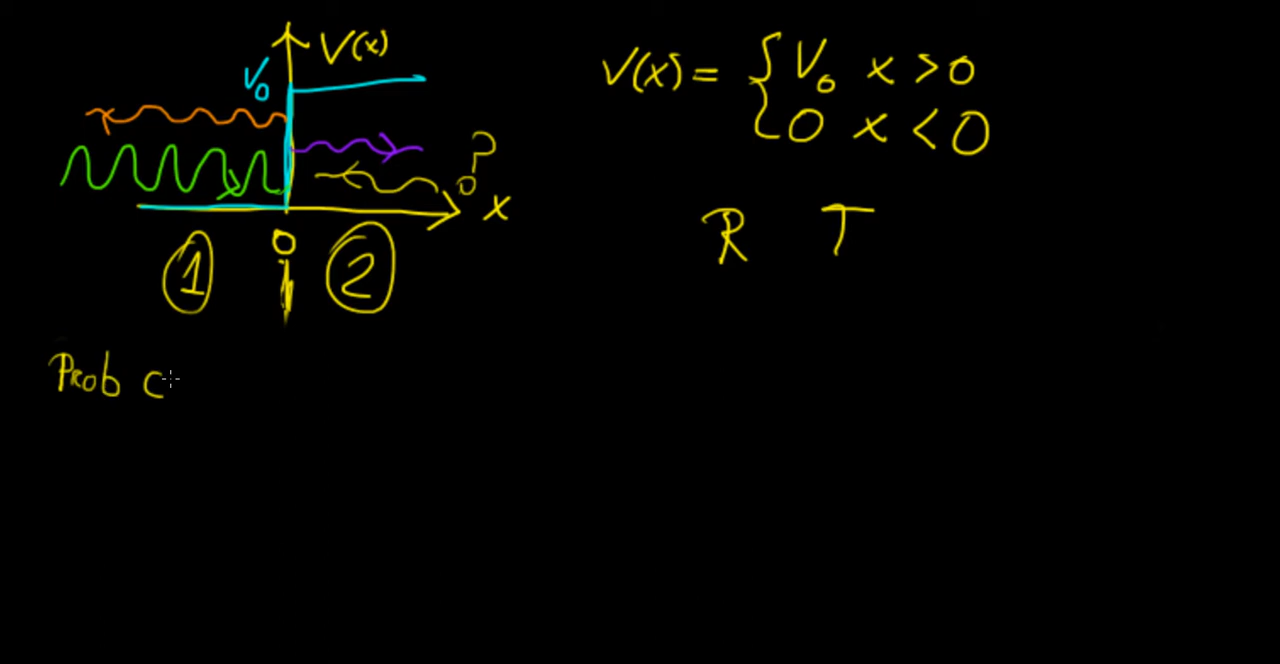 V(x)
V0
V(x) = { V0 x > 0
0 x < 0
?
x
R T
1 0 2
Prob c